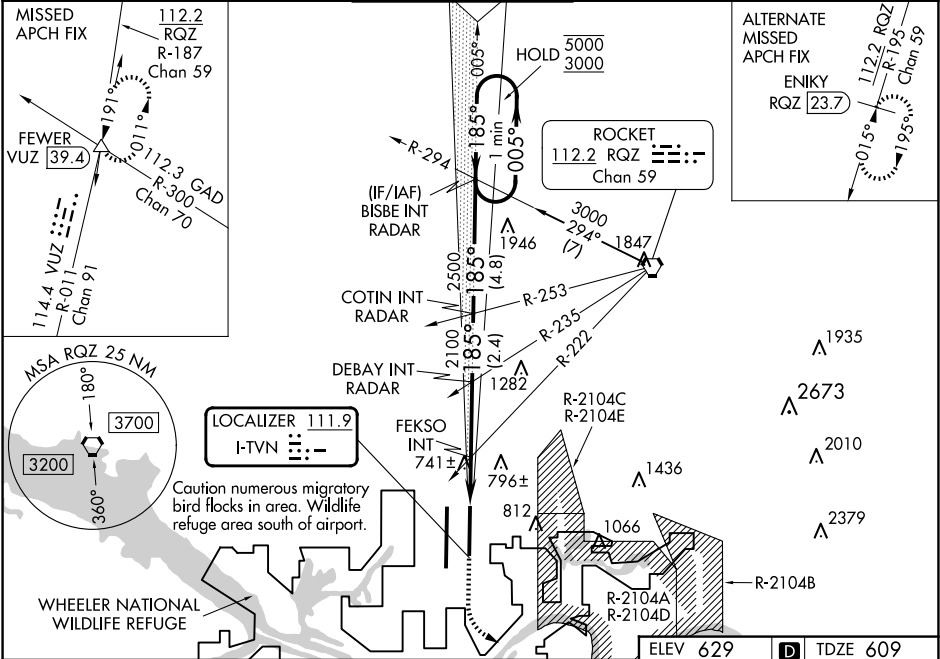 MISSED
APCH FIX
112.2
RQZ
R-187
Chan 59
191°
011°
FEWER
VUZ 39.4
112.3 GAD
R-300
Chan 70
114.4 VUZ
R-011
Chan 91
005°
HOLD 5000
3000
185°
1 min
005°
R-294
(IF/IAF)
BISBE INT
RADAR
ROCKET
112.2 RQZ
Chan 59
ALTERNATE
MISSED
APCH FIX
112.2 RQZ
R-195
Chan 59
ENIKY
RQZ 23.7
015°
195°
3000
294°
(7)
1946
1847
2500
185°
(4.8)
COTIN INT
RADAR
R-253
R-235
R-222
2100
185°
(2.4)
DEBAY INT
RADAR
1282
1935
2673
2010
2379
MSA RQZ 25 NM
180°
3700
3200
360°
LOCALIZER 111.9
I-TVN
FEKSO
INT
741±
796±
R-2104C
R-2104E
1436
812
1066
Caution numerous migratory
bird flocks in area. Wildlife
refuge area south of airport.
WHEELER NATIONAL
WILDLIFE REFUGE
R-2104A
R-2104D
R-2104B
ELEV 629
D
TDZE 609